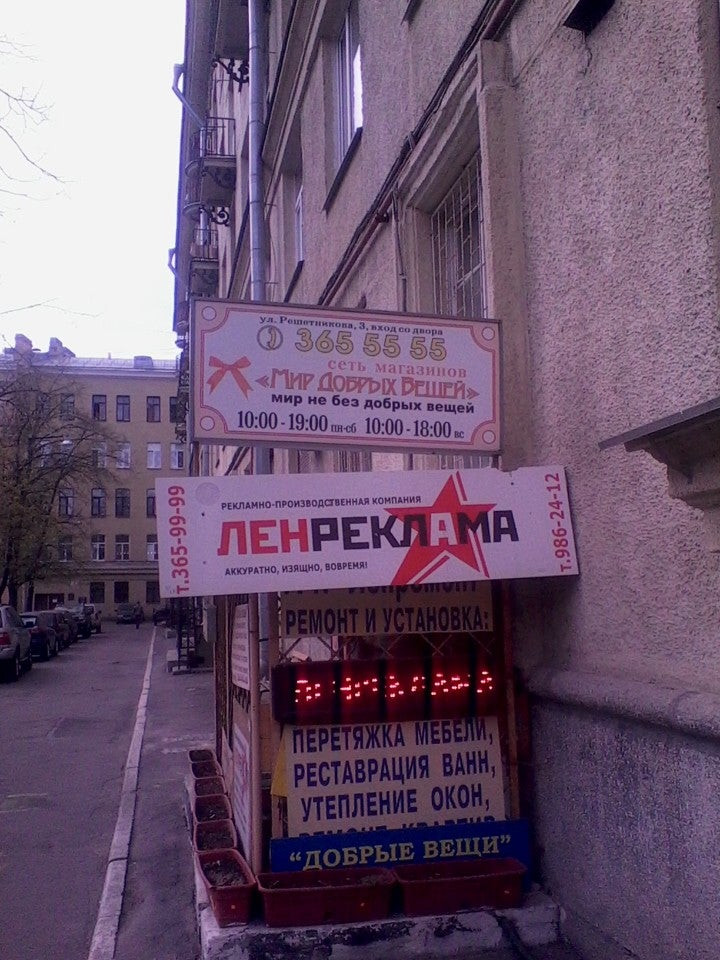 ул. Решетникова, 3, вход со двора
365 55 55
сеть магазинов
«Мир Добрых Вещей»
мир не без добрых вещей
10:00 - 19:00 пн-сб 10:00 - 18:00 вс
т.365-99-99
РЕКЛАМНО-ПРОИЗВОДСТВЕННАЯ КОМПАНИЯ
ЛЕНРЕКЛАМА
АККУРАТНО, ИЗЯЩНО, ВОВРЕМЯ!
т.986-24-12
РЕМОНТ И УСТАНОВКА:
ПЕРЕТЯЖКА МЕБЕЛИ,
РЕСТАВРАЦИЯ ВАНН,
УТЕПЛЕНИЕ ОКОН,
РЕМОНТ КВАРТИР
"ДОБРЫЕ ВЕЩИ"